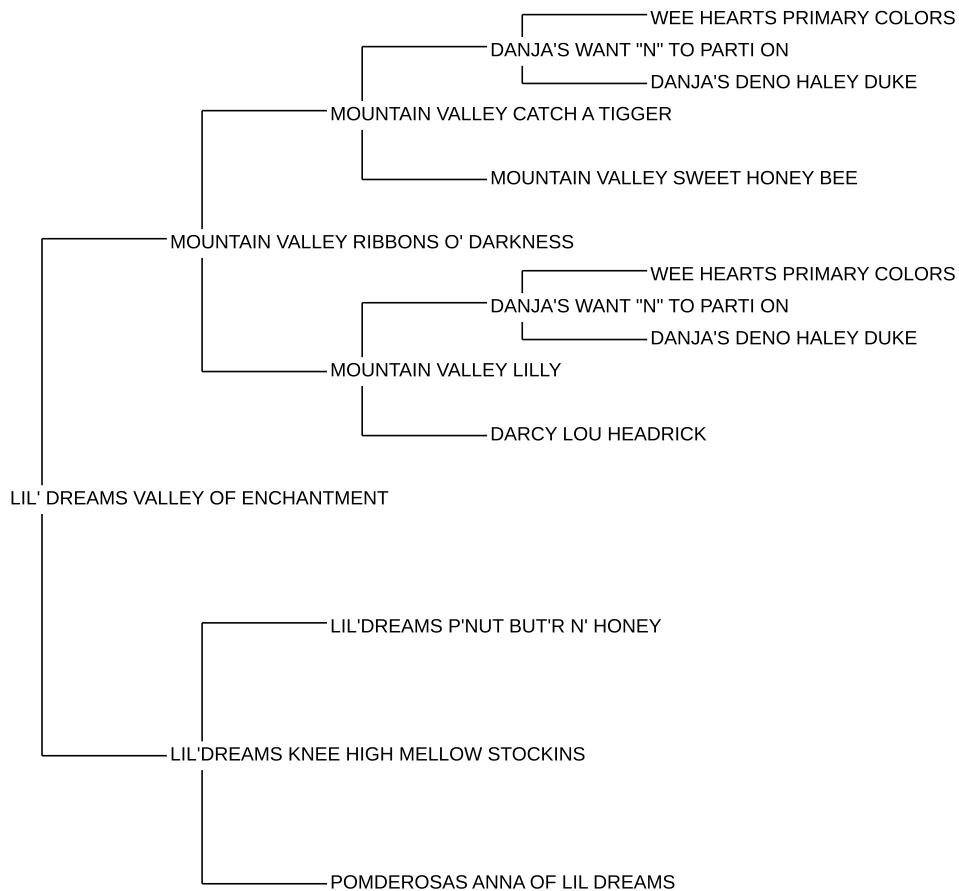 WEE HEARTS PRIMARY COLORS
DANJA'S WANT "N" TO PARTI ON
DANJA'S DENO HALEY DUKE
MOUNTAIN VALLEY CATCH A TIGGER
MOUNTAIN VALLEY SWEET HONEY BEE
MOUNTAIN VALLEY RIBBONS O' DARKNESS
WEE HEARTS PRIMARY COLORS
DANJA'S WANT "N" TO PARTI ON
DANJA'S DENO HALEY DUKE
MOUNTAIN VALLEY LILLY
DARCY LOU HEADRICK
LIL' DREAMS VALLEY OF ENCHANTMENT
LIL'DREAMS P'NUT BUT'R N' HONEY
LIL'DREAMS KNEE HIGH MELLOW STOCKINS
POMDEROSAS ANNA OF LIL DREAMS